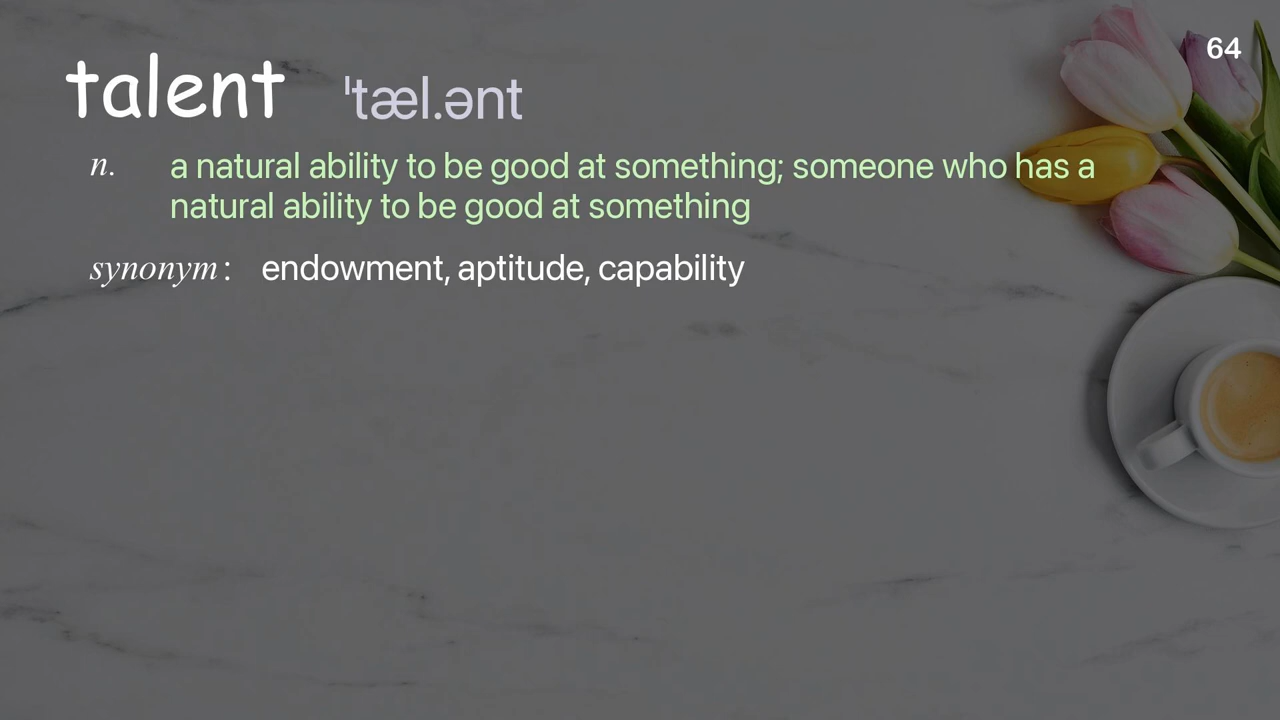 64
talent ˈtæl.ənt
n. a natural ability to be good at something; someone who has a
natural ability to be good at something
synonym: endowment, aptitude, capability